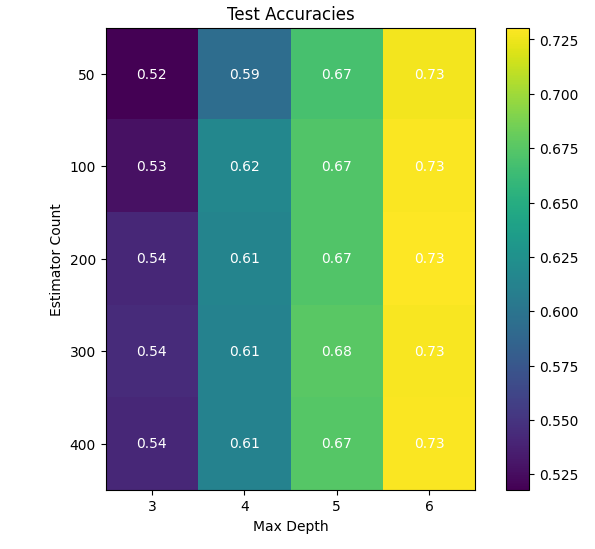 Test Accuracies
Estimator Count
50 0.52 0.59 0.67 0.73
100 0.53 0.62 0.67 0.73
200 0.54 0.61 0.67 0.73
300 0.54 0.61 0.68 0.73
400 0.54 0.61 0.67 0.73
3 4 5 6
Max Depth
0.725
0.700
0.675
0.650
0.625
0.600
0.575
0.550
0.525